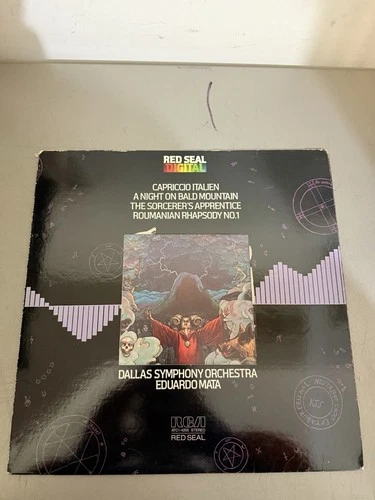 RED SEAL
DIGITAL
CAPRICCIO ITALIEN
A NIGHT ON BALD MOUNTAIN
THE SORCERER'S APPRENTICE
ROUMANIAN RHAPSODY NO.1
DALLAS SYMPHONY ORCHESTRA
EDUARDO MATA
RCA
STEREO
RED SEAL